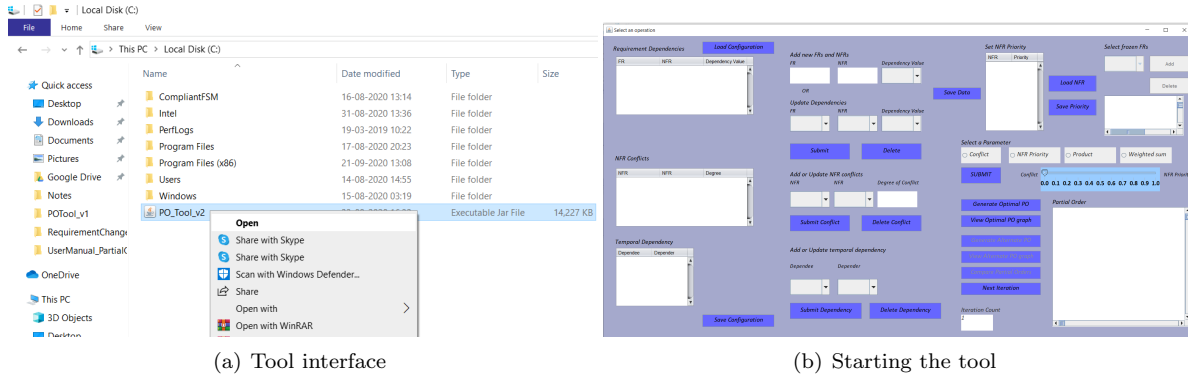 Local Disk (C:)
File Home Share View
This PC > Local Disk (C:)
Name Date modified Type Size
Quick access
Desktop
Downloads
Documents
Pictures
Google Drive
Notes
POTool_v1
RequirementChange
UserManual_Partial
OneDrive
This PC
3D Objects
Desktop
CompliantFSM 16-08-2020 13:14 File folder
Intel 31-08-2020 13:36 File folder
PerfLogs 19-03-2019 10:22 File folder
Program Files 17-08-2020 20:23 File folder
Program Files (x86) 21-09-2020 13:08 File folder
Users 14-08-2020 14:55 File folder
Windows 15-08-2020 03:19 File folder
PO_Tool_v2 Executable Jar File 14,227 KB
Open
Share with Skype
Share with Skype
Scan with Windows Defender...
Share
Open with
Open with WinRAR
(a) Tool interface
Select an operation
Requirement Dependencies Load Configuration
FR NFR Dependency Value
NFR Conflicts
NFR NFR Degree
Temporal Dependency
Dependee Depender
Save Configuration
Add new FRs and NFRs
FR NFR Dependency Value
OR
Update Dependencies
FR NFR Dependency Value
Submit Delete
Save Data
Add or Update NFR conflicts
NFR NFR Degree of Conflict
Submit Conflict Delete Conflict
Add or Update temporal dependency
Dependee Depender
Submit Dependency Delete Dependency
Set NFR Priority
NFR Priority
Load NFR
Save Priority
Select frozen FRs
Add
Delete
Select a Parameter
Conflict NFR Priority Product Weighted sum
SUBMIT Conflict NFR Priorit
0.0 0.1 0.2 0.3 0.4 0.5 0.6 0.7 0.8 0.9 1.0
Generate Optimal PO
View Optimal PO graph
Next Iteration
Iteration Count
Partial Order
(b) Starting the tool